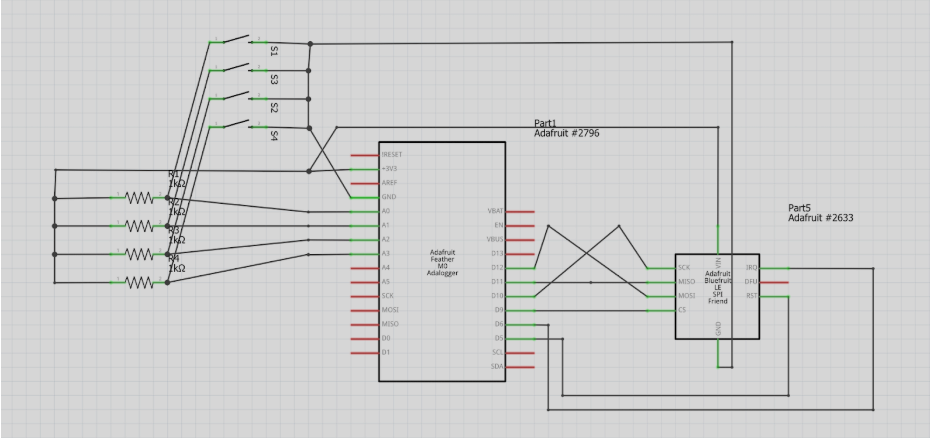 S1
S3
S2
S4
Part1
Adafruit #2796
R1
1kΩ
R2
1kΩ
R3
1kΩ
R4
1kΩ
!RESET
+3V3
AREF
GND
A0
A1
A2
A3
A4
A5
SCK
MOSI
MISO
D0
D1
Adafruit
Feather
M0
Adalogger
VBAT
EN
VBUS
D13
D12
D11
D10
D9
D6
D5
SCL
SDA
Part5
Adafruit #2633
VIN
SCK
MISO
MOSI
CS
Adafruit
Bluefruit
LE
SPI
Friend
IRQ
DFU
RST
GND